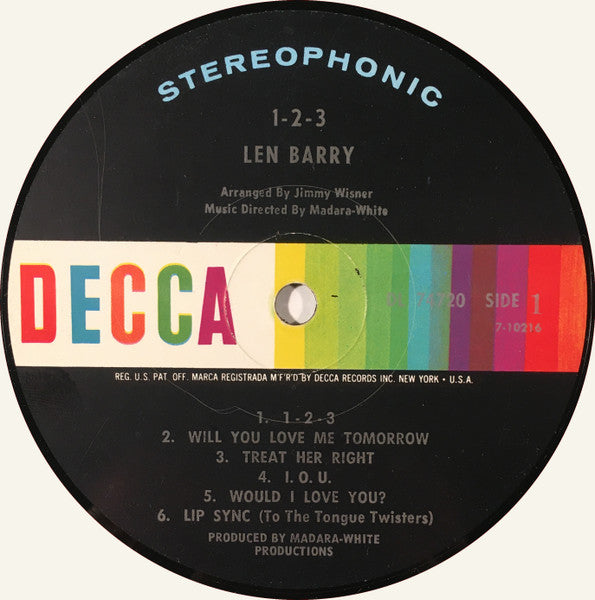 STEREOPHONIC
1-2-3
LEN BARRY
Arranged By Jimmy Wisner
Music Directed By Madara-White
DECCA
74720 SIDE 1
7-10216
REG. U.S. PAT. OFF. MARCA REGISTRADA M'F'R'D BY DECCA RECORDS INC. NEW YORK • U.S.A.
1. 1-2-3
2. WILL YOU LOVE ME TOMORROW
3. TREAT HER RIGHT
4. I. O. U.
5. WOULD I LOVE YOU?
6. LIP SYNC (To The Tongue Twisters)
PRODUCED BY MADARA-WHITE
PRODUCTIONS